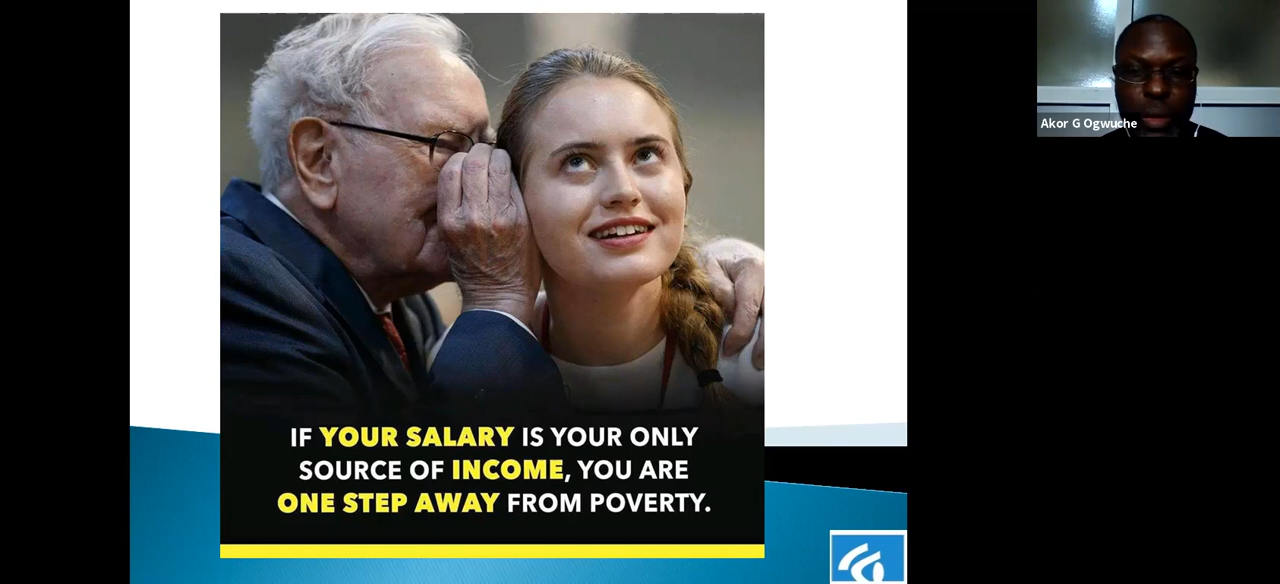 Akor G Ogwuche
IF YOUR SALARY IS YOUR ONLY
SOURCE OF INCOME, YOU ARE
ONE STEP AWAY FROM POVERTY.